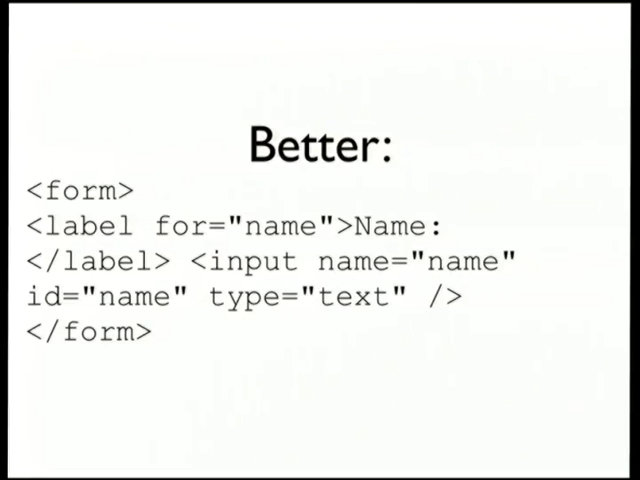 Better:
<form>
<label for="name">Name:
</label> <input name="name"
id="name" type="text" />
</form>